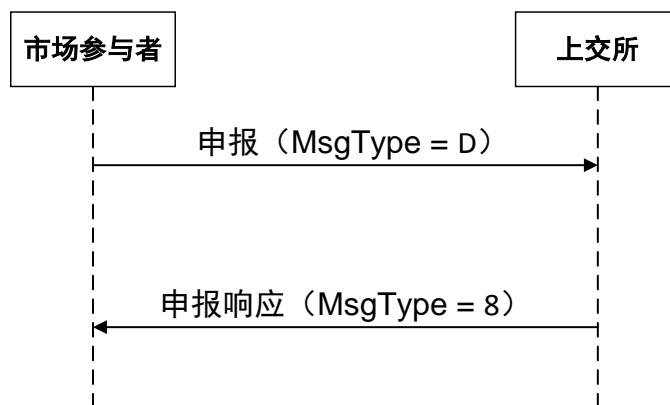 市场参与者
上交所
申报（MsgType = D）
申报响应（MsgType = 8）